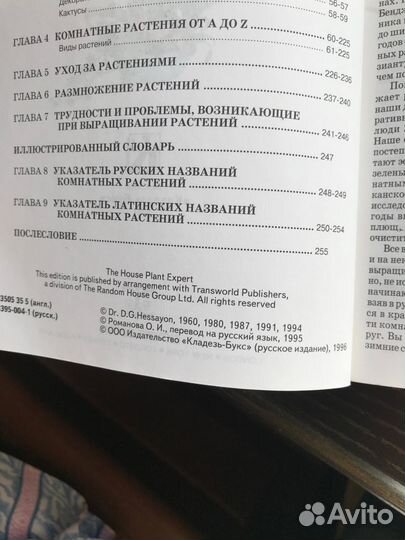 Кактусы
56-57
58-59
ГЛАВА 4 КОМНАТНЫЕ РАСТЕНИЯ ОТ A ДО Z 60-225
Виды растений 61-225
ГЛАВА 5 УХОД ЗА РАСТЕНИЯМИ 226-236
ГЛАВА 6 РАЗМНОЖЕНИЕ РАСТЕНИЙ 237-240
ГЛАВА 7 ТРУДНОСТИ И ПРОБЛЕМЫ, ВОЗНИКАЮЩИЕ
ПРИ ВЫРАЩИВАНИИ РАСТЕНИЙ 241-246
ИЛЛЮСТРИРОВАННЫЙ СЛОВАРЬ 247
ГЛАВА 8 УКАЗАТЕЛЬ РУССКИХ НАЗВАНИЙ
КОМНАТНЫХ РАСТЕНИЙ 248-249
ГЛАВА 9 УКАЗАТЕЛЬ ЛАТИНСКИХ НАЗВАНИЙ
КОМНАТНЫХ РАСТЕНИЙ 250-254
ПОСЛЕСЛОВИЕ 255
The House Plant Expert
This edition is published by arrangement with Transworld Publishers,
a division of The Random House Group Ltd. All rights reserved
3505 35 5 (англ.)
395-004-1 (русск.)
© Dr. D.G.Hessayon, 1960, 1980, 1987, 1991, 1994
© Романова О. И., перевод на русский язык, 1995
© ООО Издательство «Кладезь-Букс» (русское издание), 1996
Avito